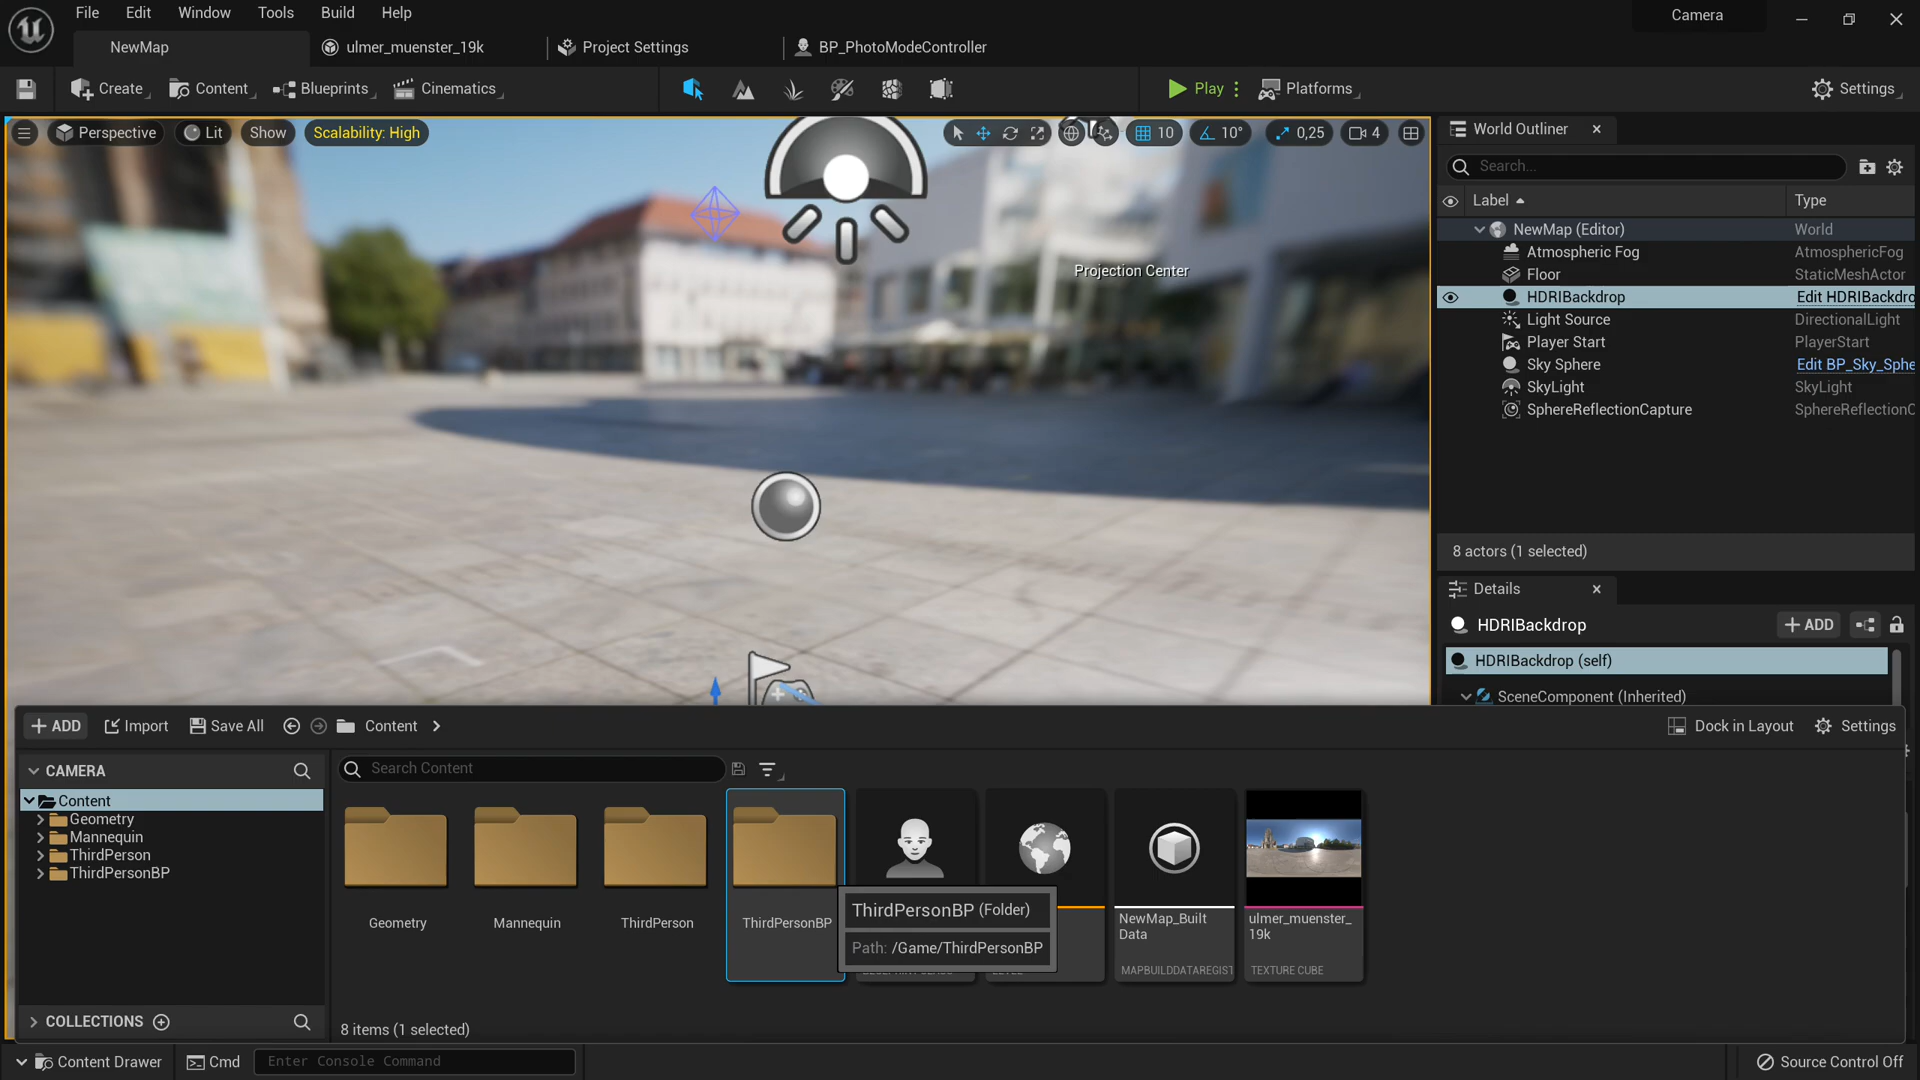 File
Edit
Window
Tools
Build
Help
Camera
NewMap
ulmer_muenster_19k
Project Settings
BP_PhotoModeController
Create
Content
Blueprints
Cinematics
Play
Platforms
Settings
Perspective
Lit
Show
Scalability: High
10
10°
0,25
4
Projection Center
World Outliner
Search...
Label
Type
NewMap (Editor)
World
Atmospheric Fog
AtmosphericFog
Floor
StaticMeshActor
HDRIBackdrop
Edit HDRIBackdro
Light Source
DirectionalLight
Player Start
PlayerStart
Sky Sphere
Edit BP_Sky_Sphe
SkyLight
SkyLight
SphereReflectionCapture
SphereReflectionC
8 actors (1 selected)
Details
HDRIBackdrop
ADD
HDRIBackdrop (self)
SceneComponent (Inherited)
ADD
Import
Save All
Content
Dock in Layout
Settings
CAMERA
Search Content
Content
Geometry
Mannequin
ThirdPerson
ThirdPersonBP
Geometry
Mannequin
ThirdPerson
ThirdPersonBP
ThirdPersonBP (Folder)
Path: /Game/ThirdPersonBP
NewMap_Built
Data
MAPBUILDDATAREGIST
ulmer_muenster_
19k
TEXTURE CUBE
COLLECTIONS
8 items (1 selected)
Content Drawer
Cmd
Enter Console Command
Source Control Off